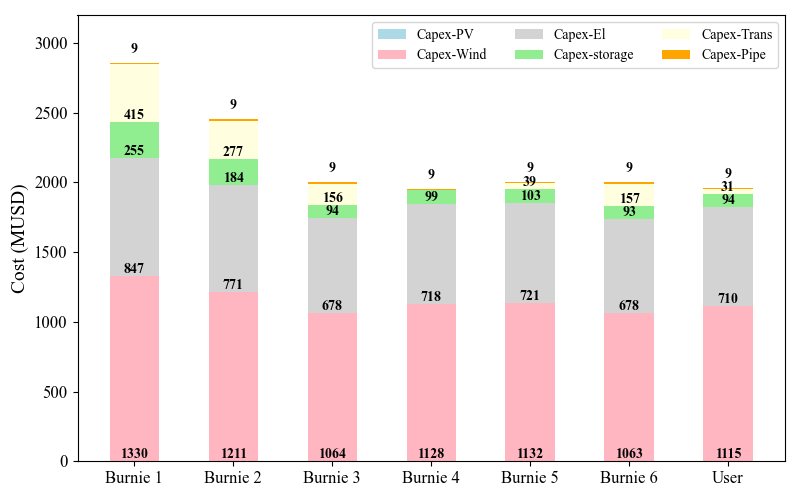 Capex-PV Capex-El Capex-Trans
Capex-Wind Capex-storage Capex-Pipe
Cost (MUSD)
3000
2500
2000
1500
1000
500
0
9 415 255 847 1330
9 277 184 771 1211
9 156 94 678 1064
9 99 718 1128
9 39 103 721 1132
9 157 93 678 1063
9 31 94 710 1115
Burnie 1 Burnie 2 Burnie 3 Burnie 4 Burnie 5 Burnie 6 User